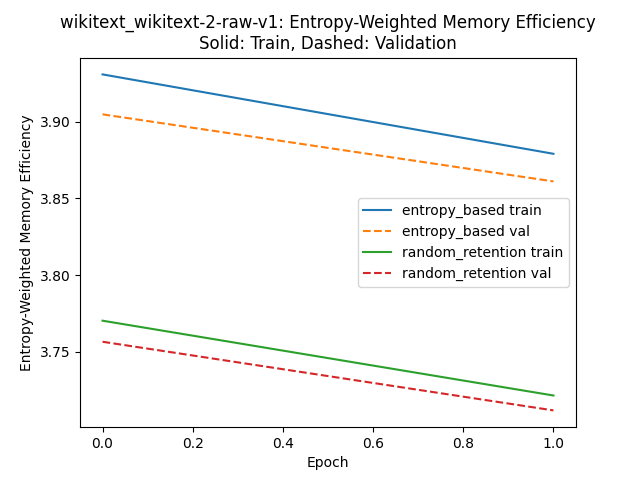 wikitext_wikitext-2-raw-v1: Entropy-Weighted Memory Efficiency
Solid: Train, Dashed: Validation
Entropy-Weighted Memory Efficiency
3.90
3.85
3.80
3.75
entropy_based train
entropy_based val
random_retention train
random_retention val
0.0 0.2 0.4 0.6 0.8 1.0
Epoch